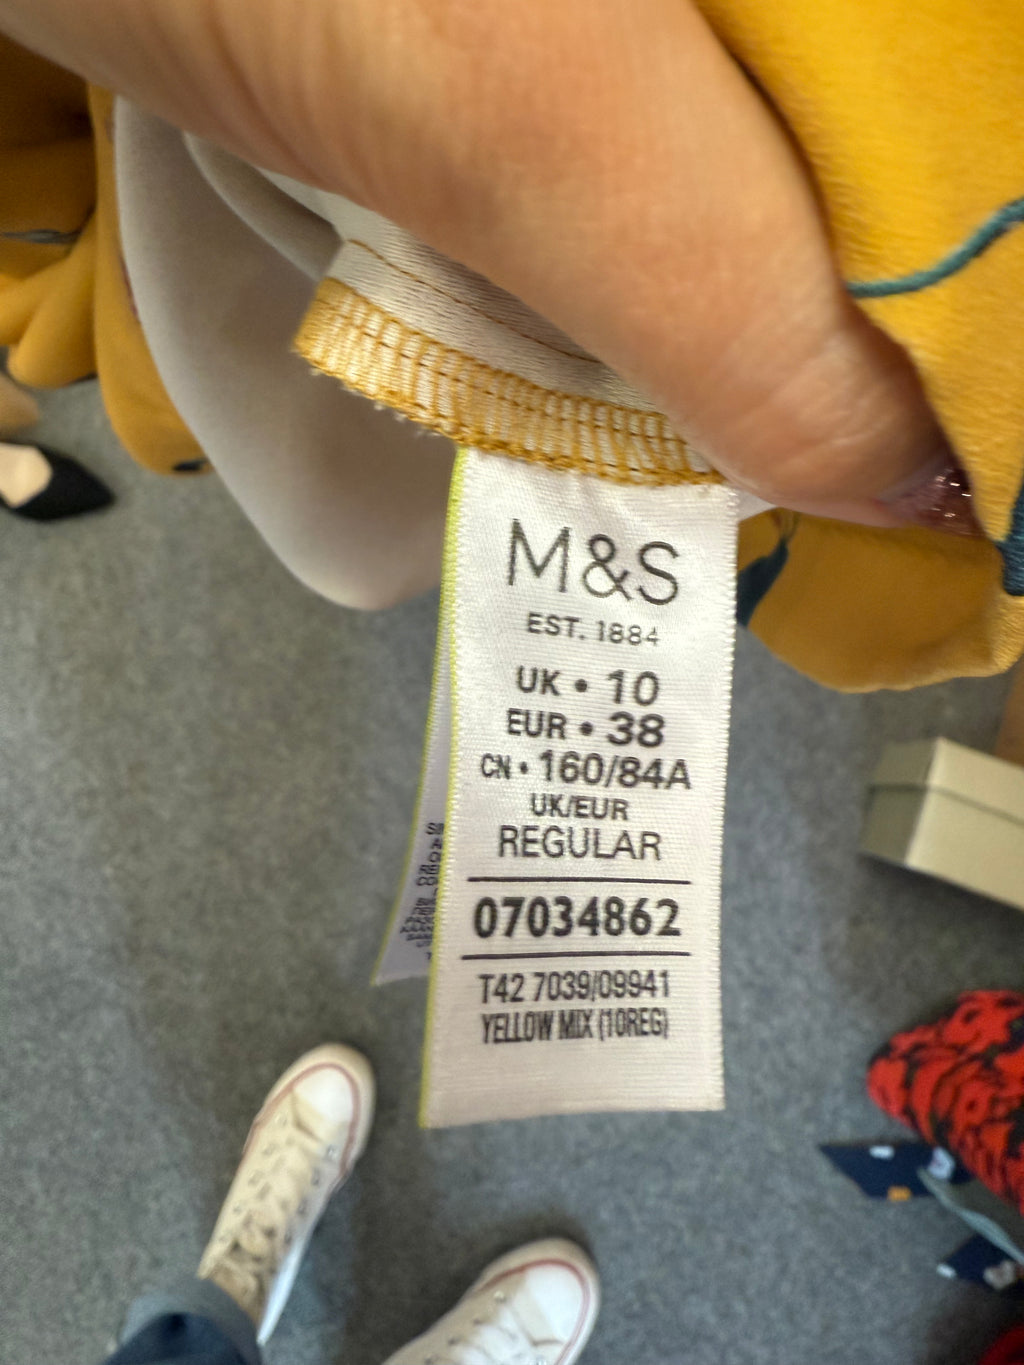 M&S
EST. 1884
UK • 10
EUR • 38
CN • 160/84A
UK/EUR
REGULAR
07034862
T42 7039/09941
YELLOW MIX (10REG)